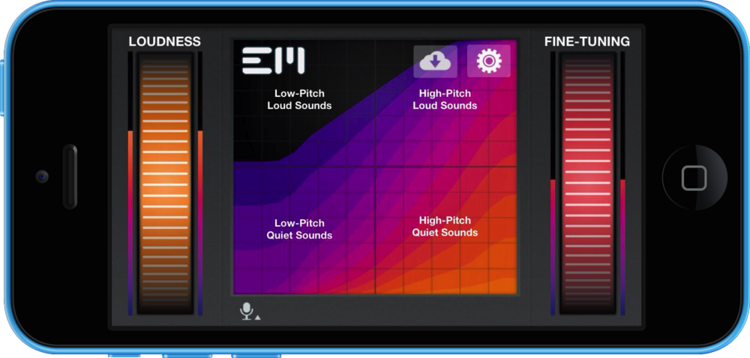 LOUDNESS
EM
FINE-TUNING
Low-Pitch
Loud Sounds
High-Pitch
Loud Sounds
Low-Pitch
Quiet Sounds
High-Pitch
Quiet Sounds